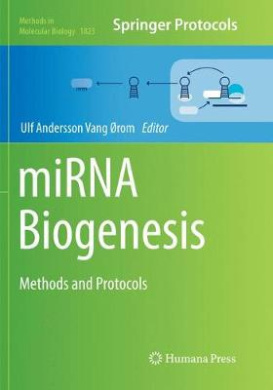 Methods in
Molecular Biology 1823
Springer Protocols
Ulf Andersson Vang Ørom Editor
miRNA
Biogenesis
Methods and Protocols
Humana Press